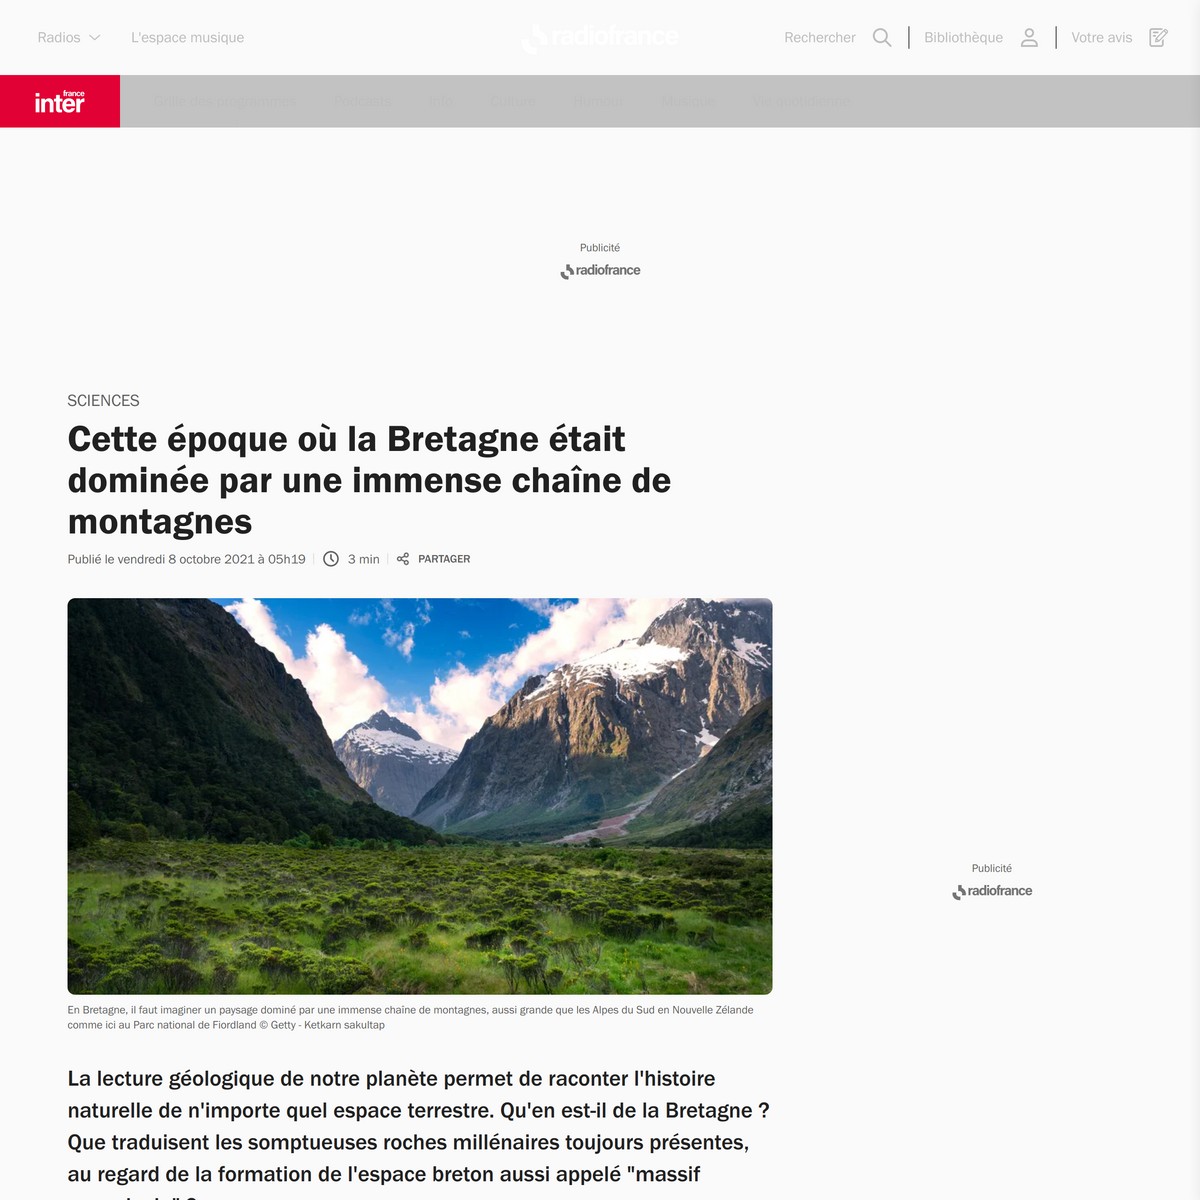 Radios
L'espace musique
radiofrance
Rechercher
Bibliothèque
Votre avis
france
inter
Publicité
radiofrance
SCIENCES
Cette époque où la Bretagne était
dominée par une immense chaîne de
montagnes
Publié le vendredi 8 octobre 2021 à 05h19
3 min
PARTAGER
Publicité
radiofrance
En Bretagne, il faut imaginer un paysage dominé par une immense chaîne de montagnes, aussi grande que les Alpes du Sud en Nouvelle Zélande
comme ici au Parc national de Fiordland © Getty - Ketkarn sakultap
La lecture géologique de notre planète permet de raconter l'histoire
naturelle de n'importe quel espace terrestre. Qu'en est-il de la Bretagne ?
Que traduisent les somptueuses roches millénaires toujours présentes,
au regard de la formation de l'espace breton aussi appelé "massif